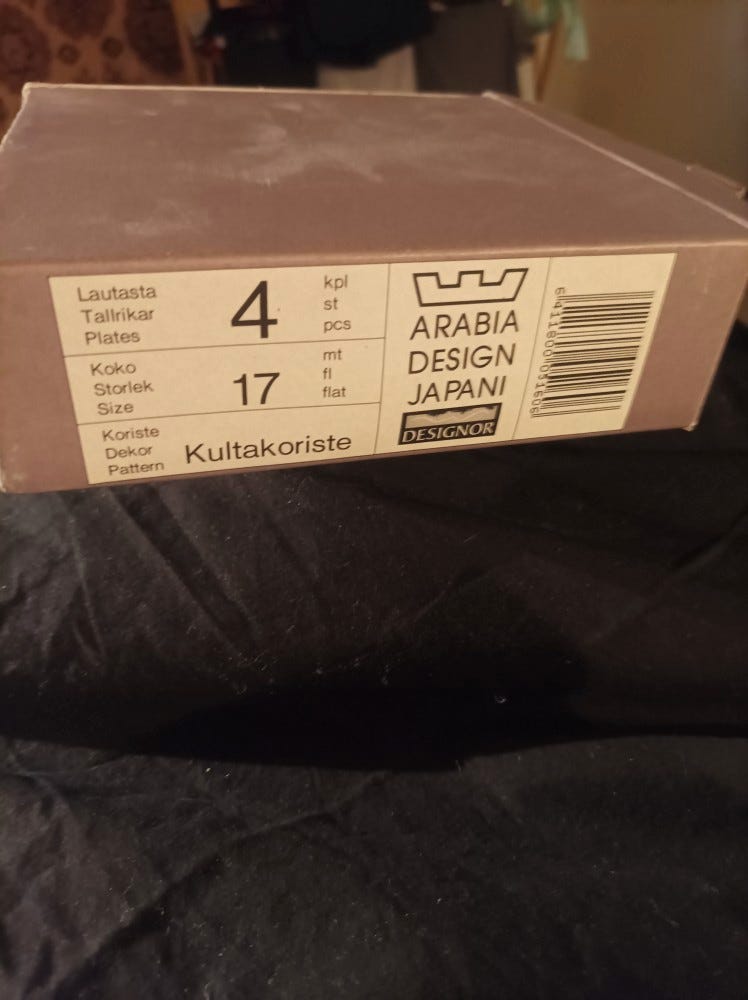 Lautasta
Tallrikar
Plates
4
kpl
st
pcs
Koko
Storlek
Size
17
mt
fl
flat
Koriste
Dekor
Pattern
Kultakoriste
ARABIA
DESIGN
JAPANI
DESIGNOR